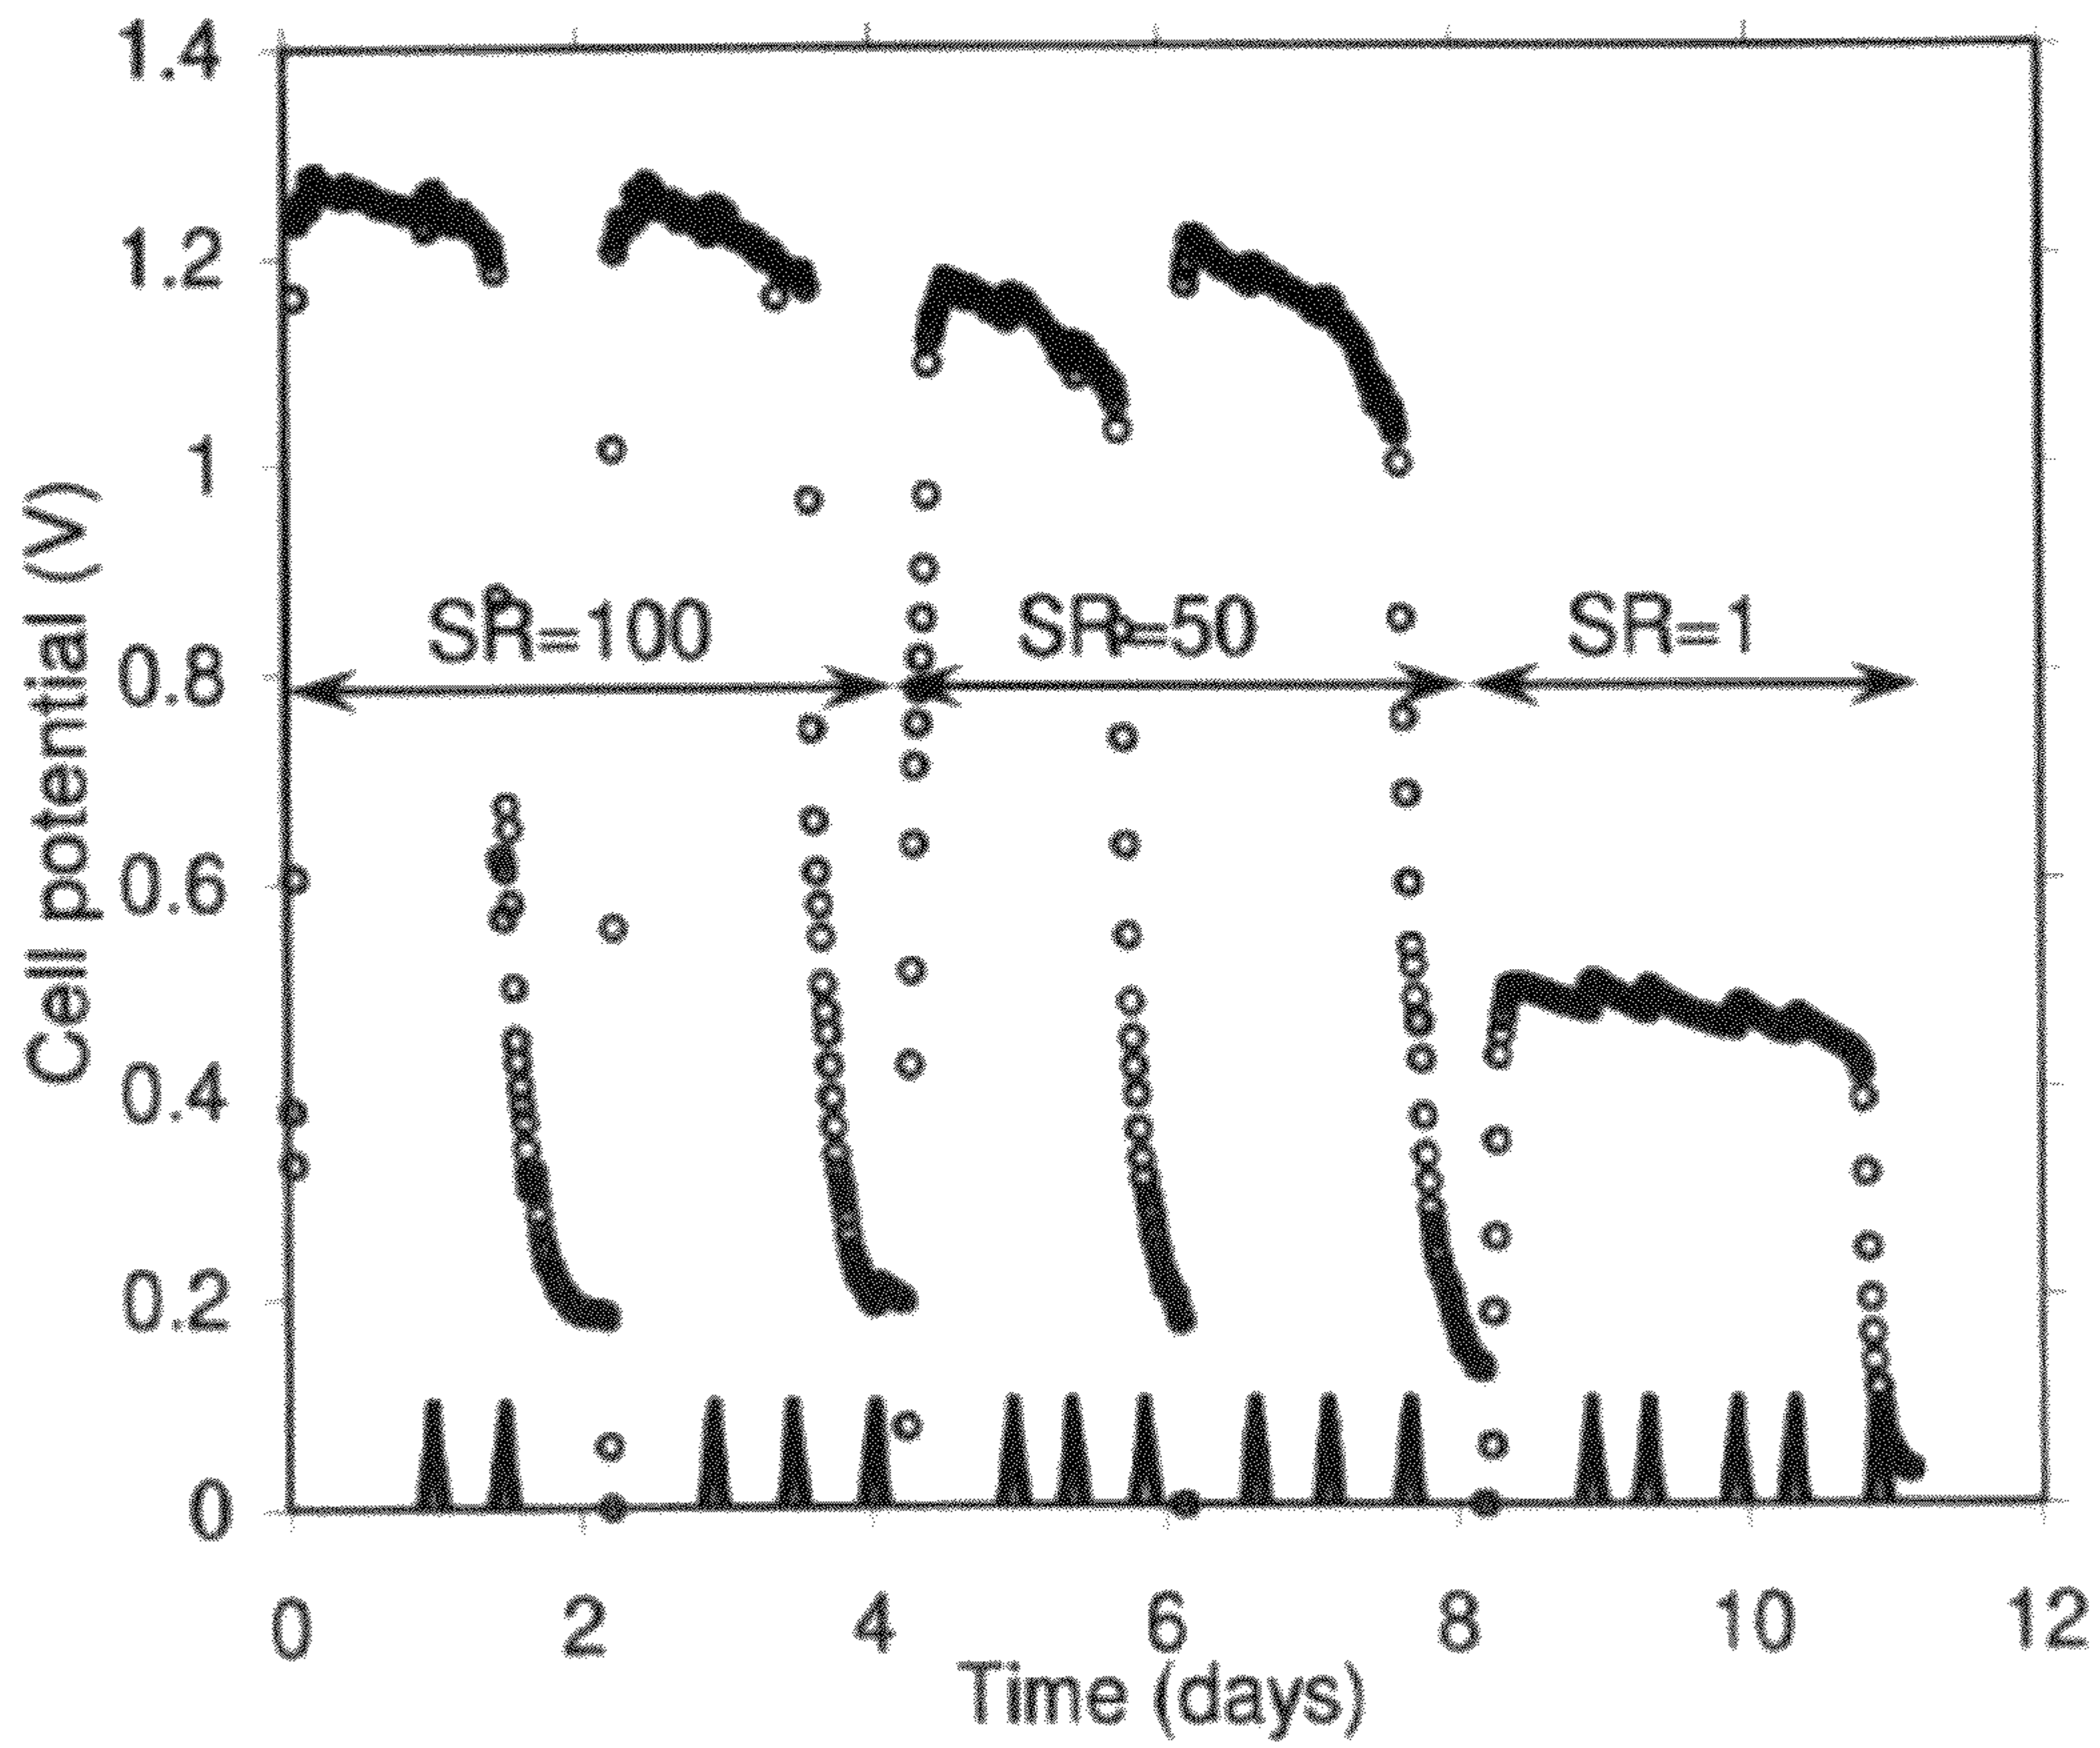 1.4
1.2
1
0.8
0.6
0.4
0.2
0
Cell potential (V)
SR=100
SR=50
SR=1
0 2 4 6 8 10 12
Time (days)